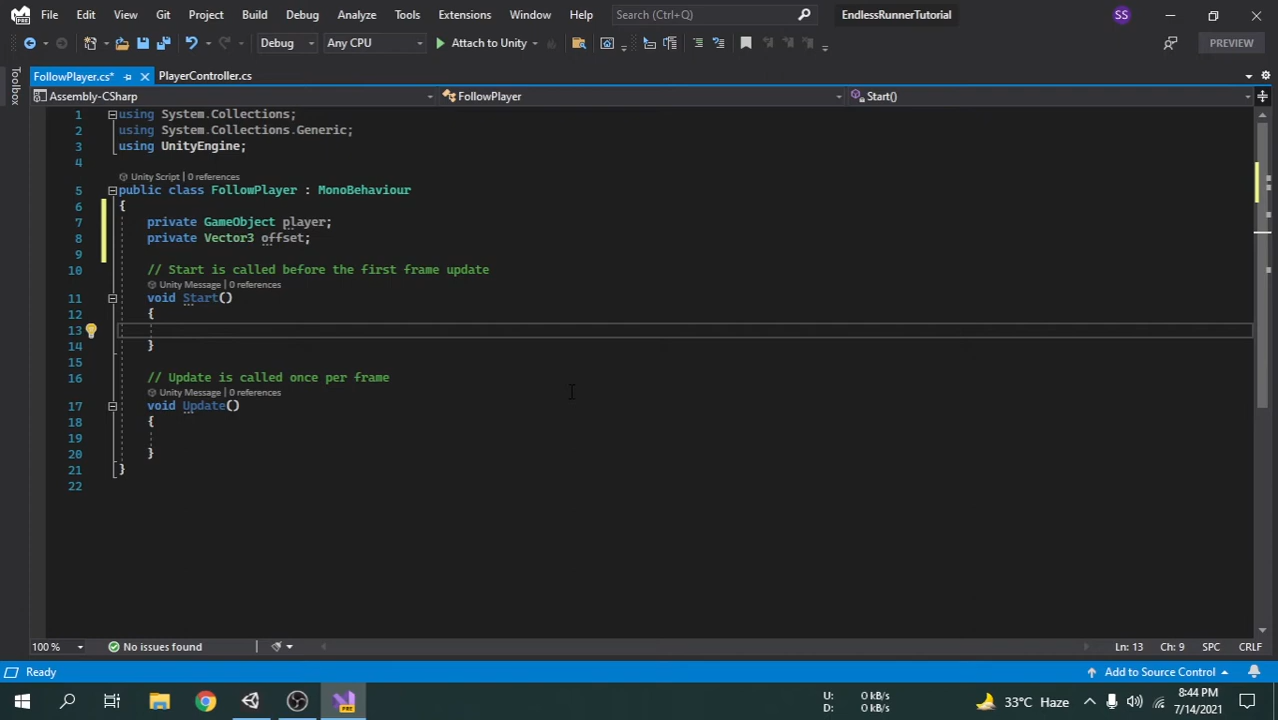 File Edit View Git Project Build Debug Analyze Tools Extensions Window Help Search (Ctrl+Q) EndlessRunnerTutorial SS
Debug Any CPU Attach to Unity PREVIEW
FollowPlayer.cs* PlayerController.cs
Toolbox
Assembly-CSharp FollowPlayer Start()
1 using System.Collections;
2 using System.Collections.Generic;
3 using UnityEngine;
4
Unity Script | 0 references
5 public class FollowPlayer : MonoBehaviour
6 {
7 private GameObject player;
8 private Vector3 offset;
9
10 // Start is called before the first frame update
Unity Message | 0 references
11 void Start()
12 {
13
14 }
15
16 // Update is called once per frame
Unity Message | 0 references
17 void Update()
18 {
19
20 }
21 }
22
100 % No issues found Ln: 13 Ch: 9 SPC CRLF
Ready Add to Source Control
U: 0 kB/s
D: 0 kB/s
33°C Haze
8:44 PM
7/14/2021